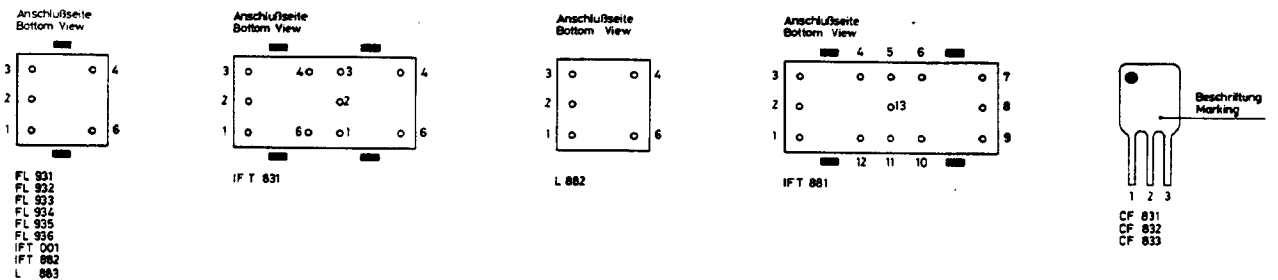 Anschlußseite
Bottom View
3 4
2
1 6
FL 931
FL 932
FL 933
FL 934
FL 935
FL 936
IFT 001
IFT 882
L 883
Anschlußseite
Bottom View
3 4 3 4
2 2
1 6 1 6
IFT 831
Anschlußseite
Bottom View
3 4
2
1 6
L 882
Anschlußseite
Bottom View
4 5 6
3 7
2 13 8
1 9
12 11 10
IFT 881
Beschriftung
Marking
1 2 3
CF 831
CF 832
CF 833